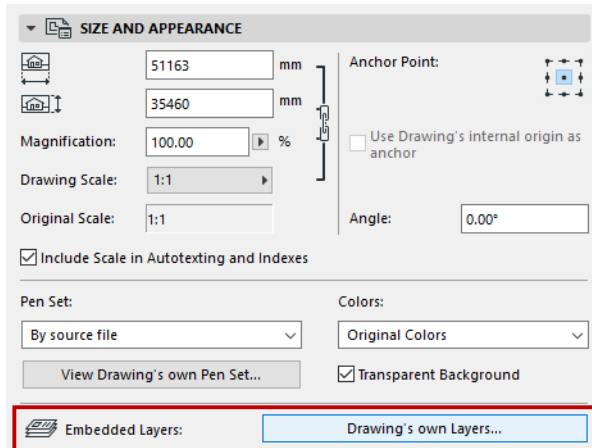 SIZE AND APPEARANCE
51163 mm
35460 mm
Magnification: 100.00 %
Drawing Scale: 1:1
Original Scale: 1:1
Anchor Point:
Use Drawing's internal origin as
anchor
Angle: 0.00°
Include Scale in Autotexting and Indexes
Pen Set:
By source file
View Drawing's own Pen Set...
Colors:
Original Colors
Transparent Background
Embedded Layers: Drawing's own Layers...